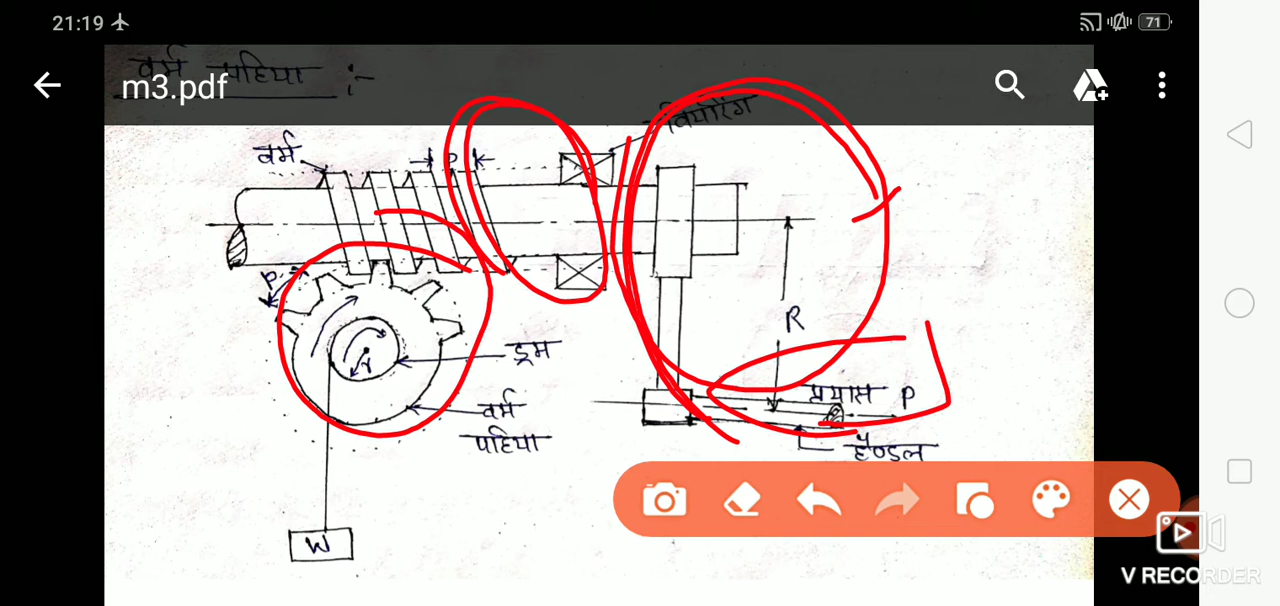 21:19
71
वर्म पहिया :-
m3.pdf
बियरिंग
वर्म
P
P
R
r
ड्रम
प्रयास P
वर्म
पहिया
हैण्डल
W
V RECORDER